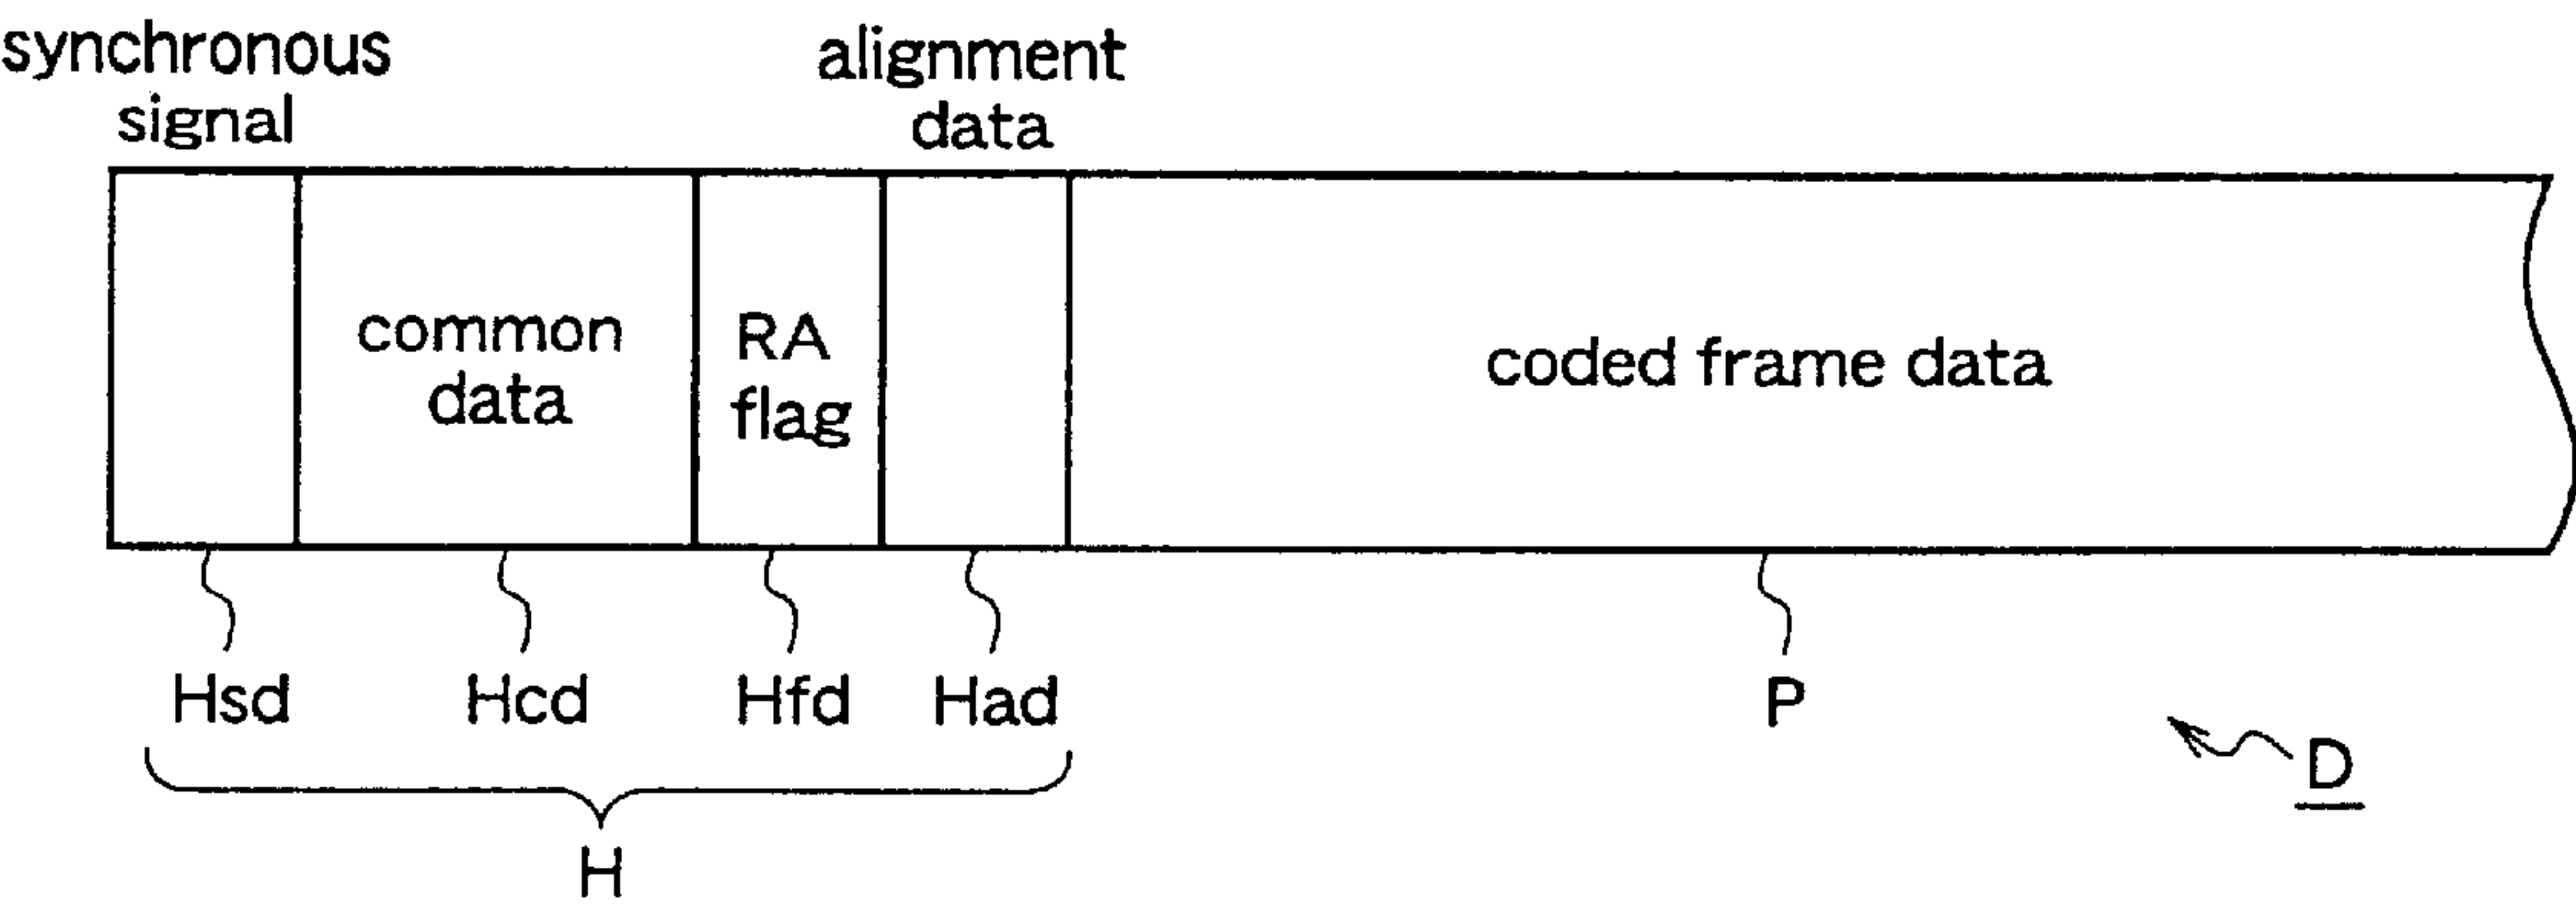 synchronous
signal
alignment
data
common
data
RA
flag
coded frame data
Hsd
Hcd
Hfd
Had
P
D
H